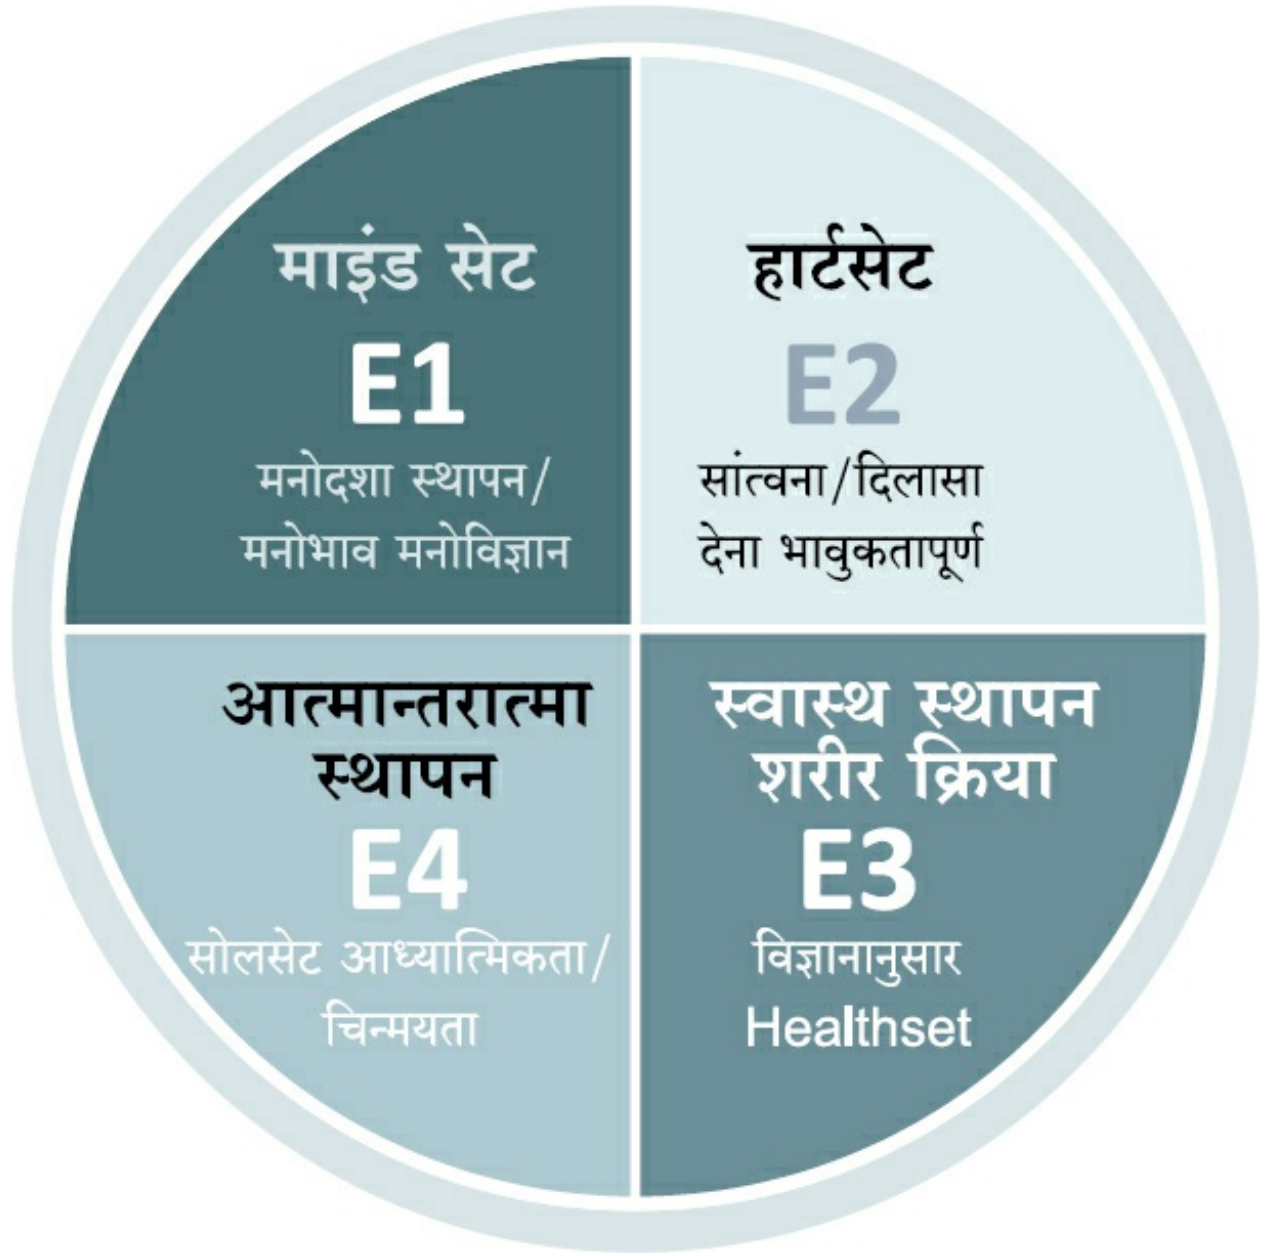 माइंड सेट
E1
मनोदशा स्थापन/
मनोभाव मनोविज्ञान
हार्टसेट
E2
सांत्वना/दिलासा
देना भावुकतापूर्ण
आत्मान्तरात्मा
स्थापन
E4
सोलसेट आध्यात्मिकता/
चिन्मयता
स्वास्थ स्थापन
शरीर क्रिया
E3
विज्ञानानुसार
Healthset